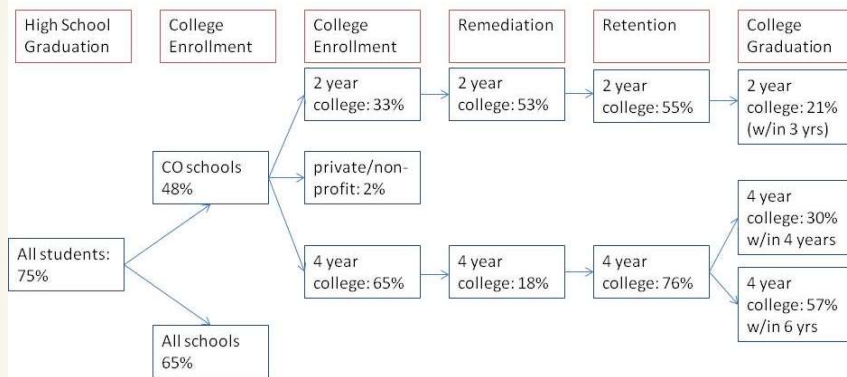 High School
Graduation
College
Enrollment
College
Enrollment
Remediation
Retention
College
Graduation
2 year
college: 33%
2 year
college: 53%
2 year
college: 55%
2 year
college: 21%
(w/in 3 yrs)
CO schools
48%
private/non-
profit: 2%
4 year
college: 30%
w/in 4 years
All students:
75%
4 year
college: 65%
4 year
college: 18%
4 year
college: 76%
4 year
college: 57%
w/in 6 yrs
All schools
65%